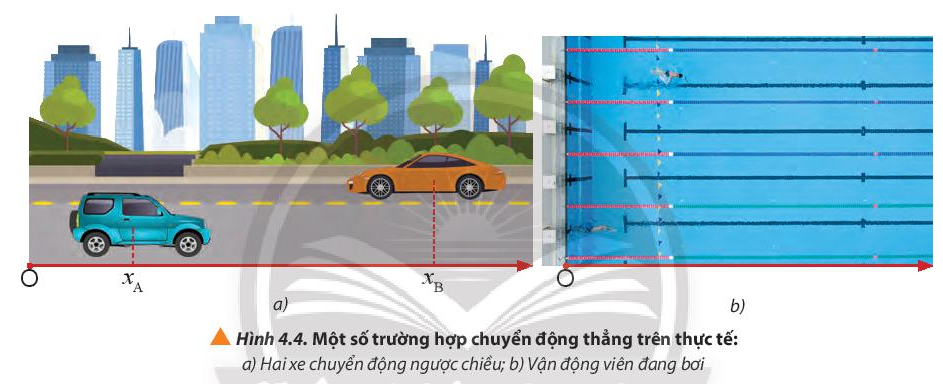 O
x_A
x_B
O
a)
b)
Hình 4.4. Một số trường hợp chuyển động thẳng trên thực tế:
a) Hai xe chuyển động ngược chiều; b) Vận động viên đang bơi